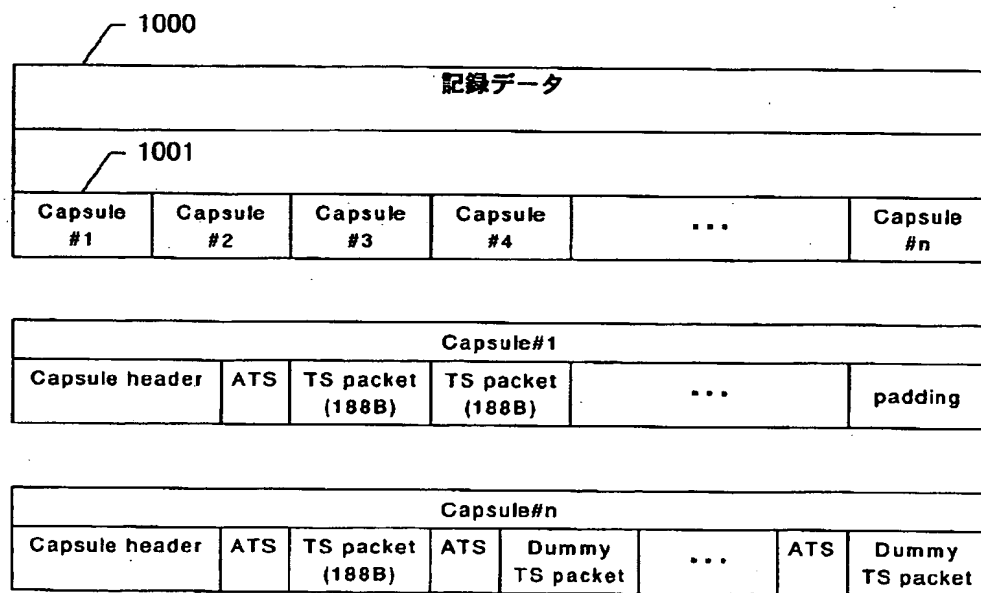 1000
記録データ
1001
Capsule #1
Capsule #2
Capsule #3
Capsule #4
...
Capsule #n
Capsule#1
Capsule header
ATS
TS packet (188B)
TS packet (188B)
...
padding
Capsule#n
Capsule header
ATS
TS packet (188B)
ATS
Dummy TS packet
...
ATS
Dummy TS packet